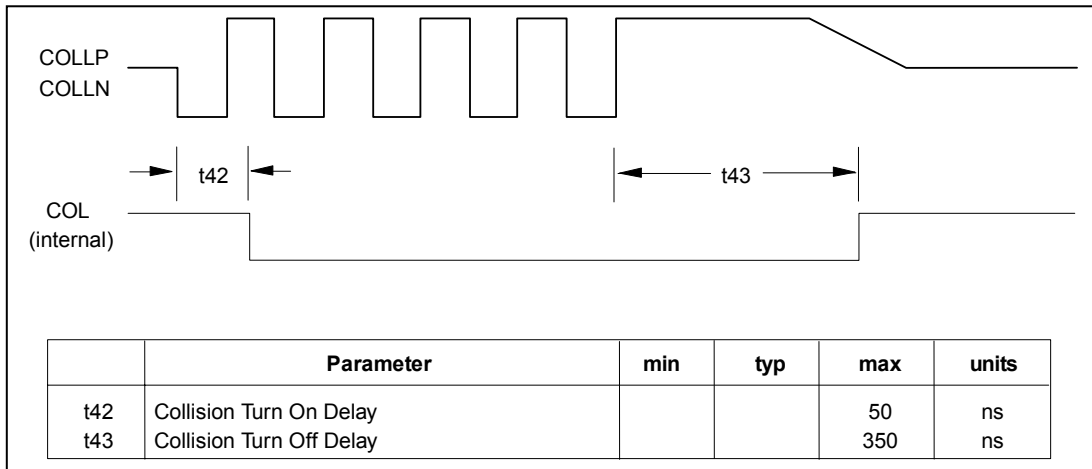 COLLP
COLLN
t42
t43
COL
(internal)
Parameter min typ max units
t42 Collision Turn On Delay 50 ns
t43 Collision Turn Off Delay 350 ns